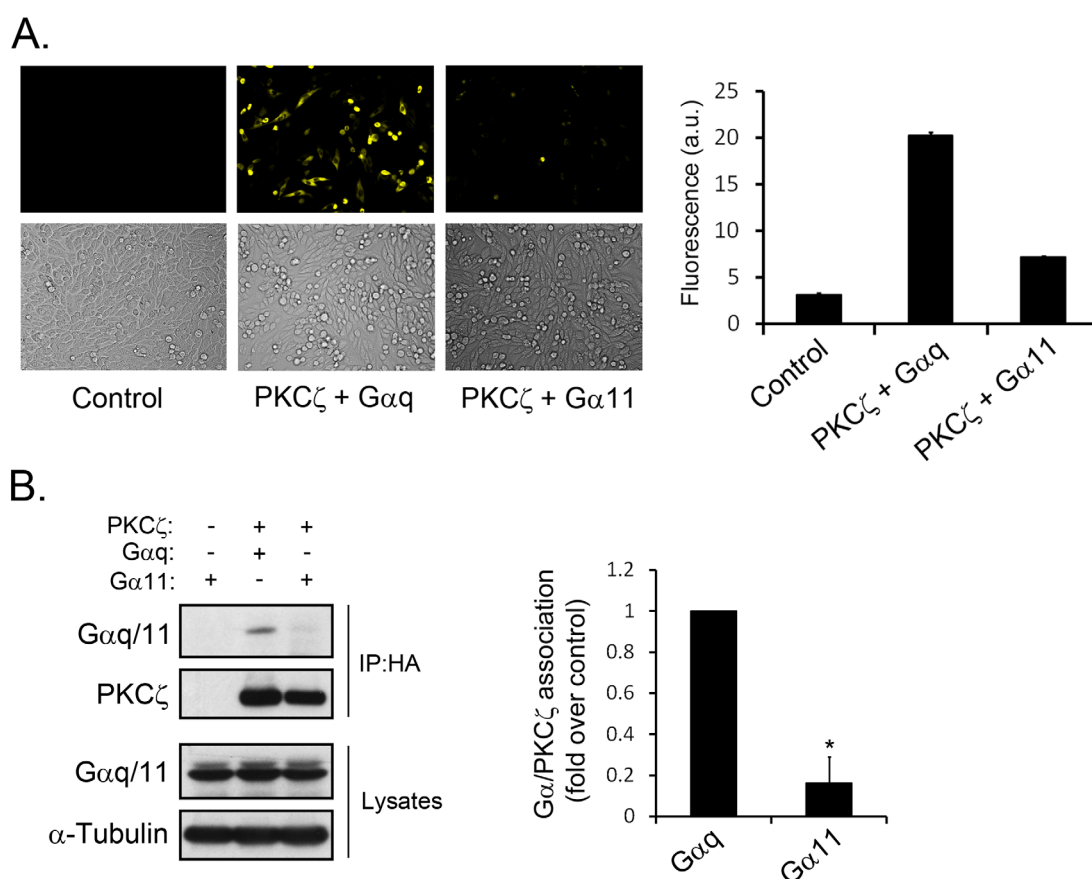 A.
Control
PKCζ + Gαq
PKCζ + Gα11
Fluorescence (a.u.)
25
20
15
10
5
0
Control
PKCζ + Gαq
PKCζ + Gα11
B.
PKCζ: - + +
Gαq: - + -
Gα11: + - +
Gαq/11
PKCζ
IP:HA
Gαq/11
α-Tubulin
Lysates
Gα/PKCζ association
(fold over control)
1.2
1
0.8
0.6
0.4
0.2
0
*
Gαq
Gα11